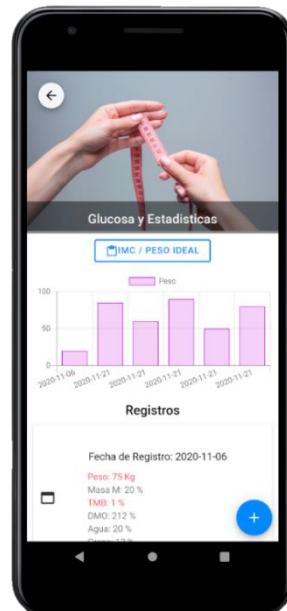 Glucosa y Estadisticas
IMC / PESO IDEAL
Peso
100
50
0
2020-11-06
2020-11-21
2020-11-21
2020-11-21
2020-11-21
2020-11-21
Registros
Fecha de Registro: 2020-11-06
Peso: 75 Kg
Masa M: 20 %
TMB: 1 %
DMO: 212 %
Agua: 20 %
+